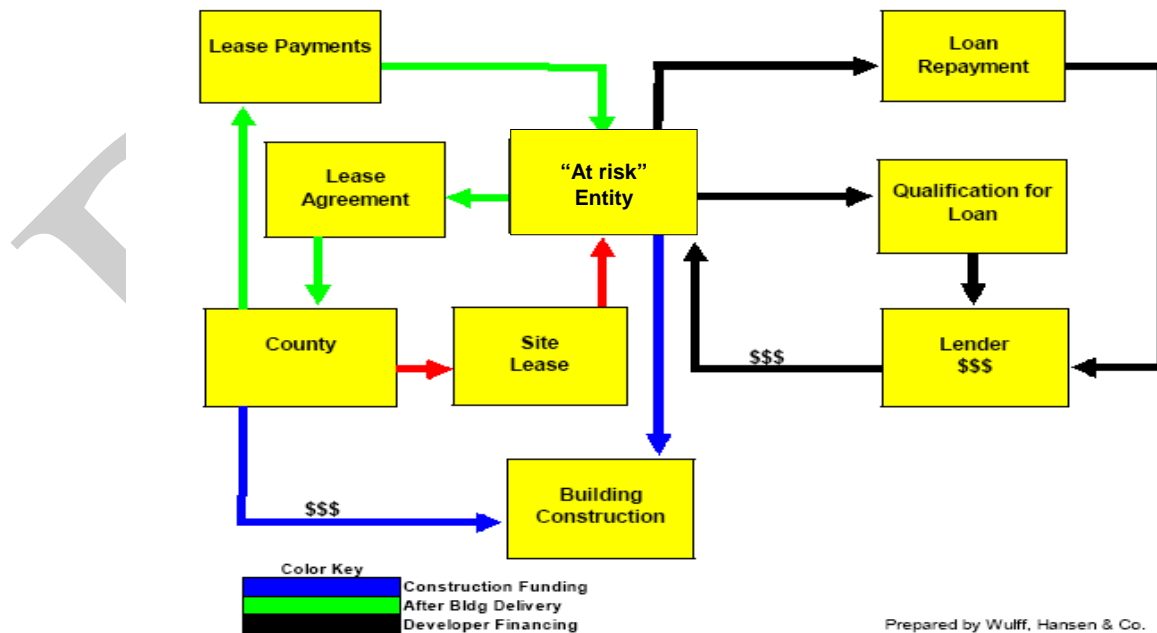 Lease Payments
Loan
Repayment
“At risk”
Entity
Lease
Agreement
Qualification for
Loan
County
Site
Lease
$$$
Lender
$$$
Building
Construction
$$$
Color Key
Construction Funding
After Bldg Delivery
Developer Financing
Prepared by Wulff, Hansen & Co.